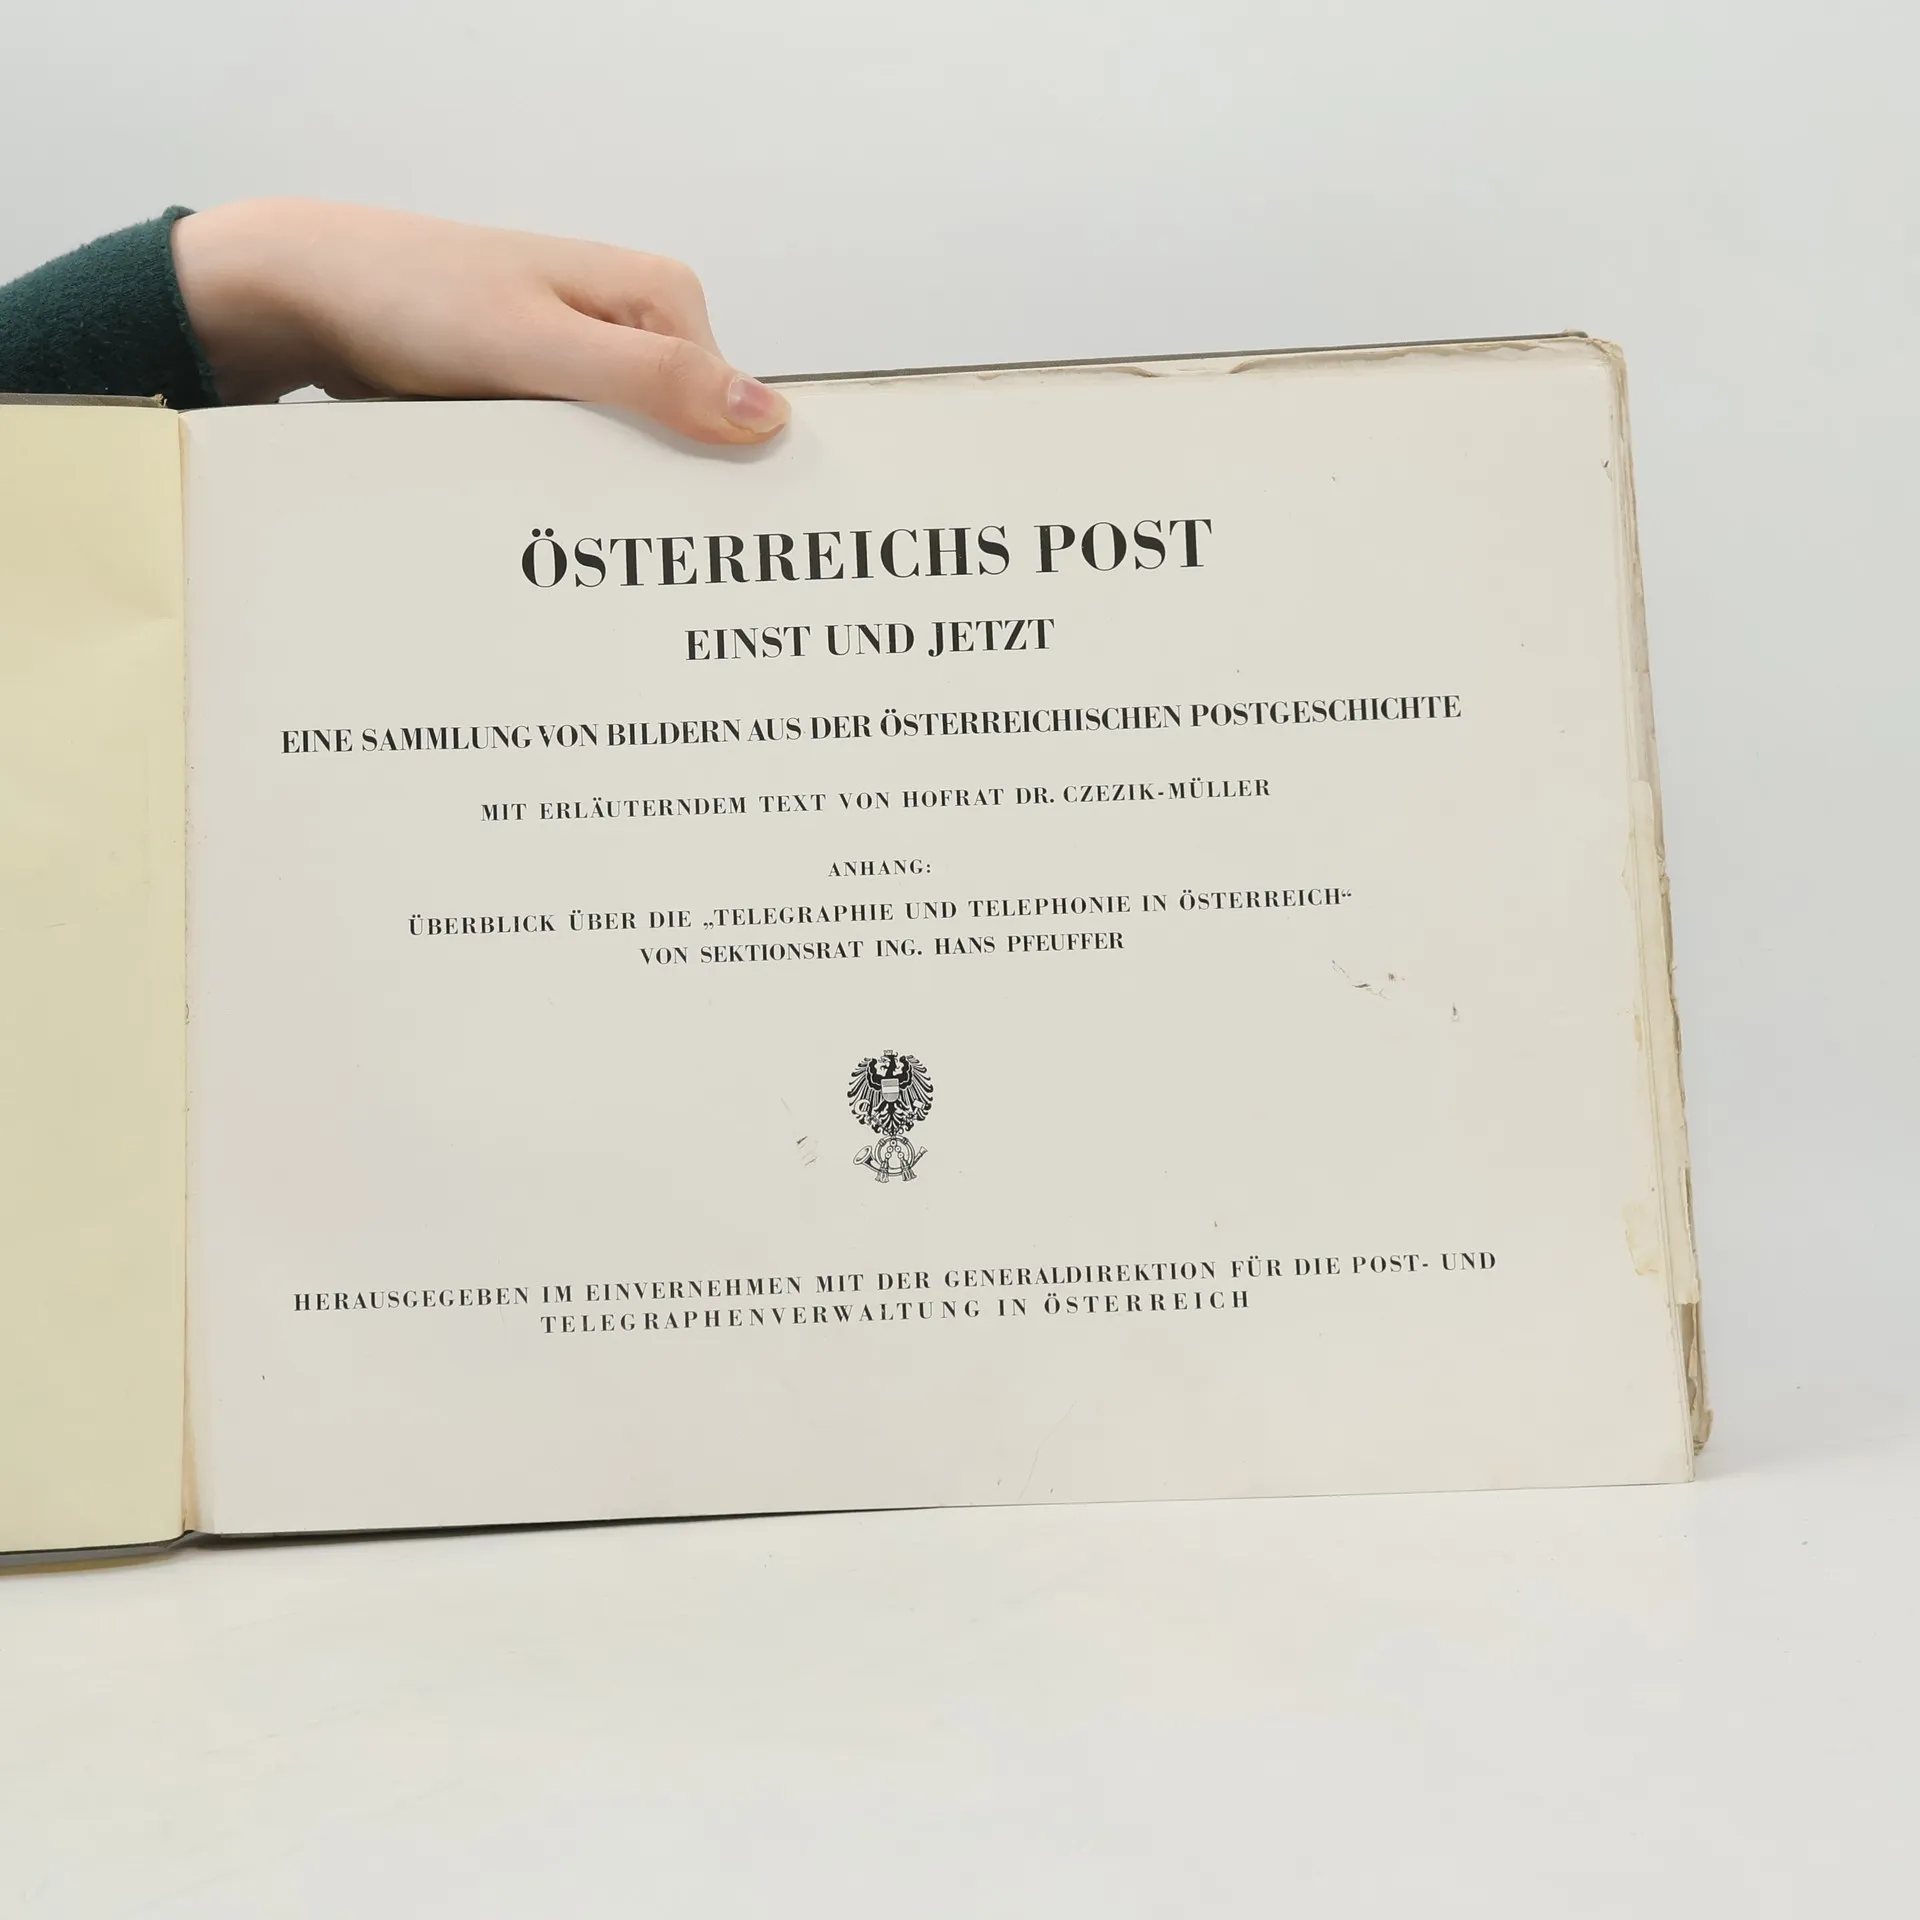 ÖSTERREICHS POST
EINST UND JETZT
EINE SAMMLUNG VON BILDERN AUS DER ÖSTERREICHISCHEN POSTGESCHICHTE
MIT ERLÄUTERNDEM TEXT VON HOFRAT DR. CZEZIK-MÜLLER
ANHANG:
ÜBERBLICK ÜBER DIE „TELEGRAPHIE UND TELEPHONIE IN ÖSTERREICH“
VON SEKTIONSRAT ING. HANS PFEUFFER
HERAUSGEGEBEN IM EINVERNEHMEN MIT DER GENERALDIREKTION FÜR DIE POST- UND
TELEGRAPHENVERWALTUNG IN ÖSTERREICH